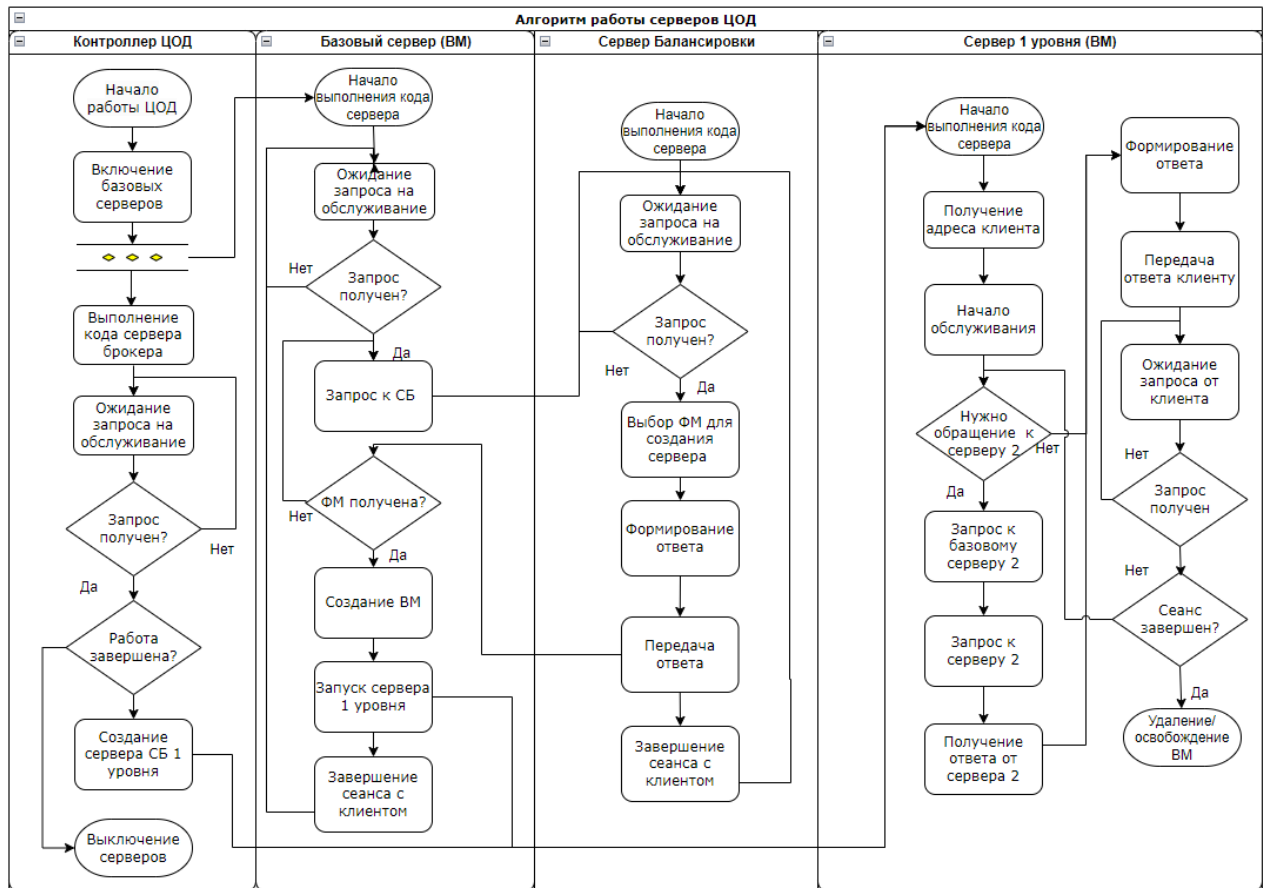 Алгоритм работы серверов ЦОД
Контроллер ЦОД
Начало
работы ЦОД
Включение
базовых
серверов
Выполнение
кода сервера
брокера
Ожидание
запроса на
обслуживание
Запрос
получен?
Нет
Да
Работа
завершена?
Создание
сервера СБ 1
уровня
Выключение
серверов
Базовый сервер (ВМ)
Начало
выполнения кода
сервера
Ожидание
запроса на
обслуживание
Нет
Запрос
получен?
Да
Запрос к СБ
ФМ получена?
Нет
Да
Создание ВМ
Запуск сервера
1 уровня
Завершение
сеанса с
клиентом
Сервер Балансировки
Начало
выполнения кода
сервера
Ожидание
запроса на
обслуживание
Запрос
получен?
Нет
Да
Выбор ФМ для
создания
сервера
Формирование
ответа
Передача
ответа
Завершение
сеанса с
клиентом
Сервер 1 уровня (ВМ)
Начало
выполнения кода
сервера
Получение
адреса клиента
Начало
обслуживания
Нужно
обращение к
серверу 2
Нет
Да
Запрос к
базовому
серверу 2
Запрос к
серверу 2
Получение
ответа от
сервера 2
Формирование
ответа
Передача
ответа клиенту
Ожидание
запроса от
клиента
Нет
Запрос
получен
Нет
Сеанс
завершен?
Да
Удаление/
освобождение
ВМ